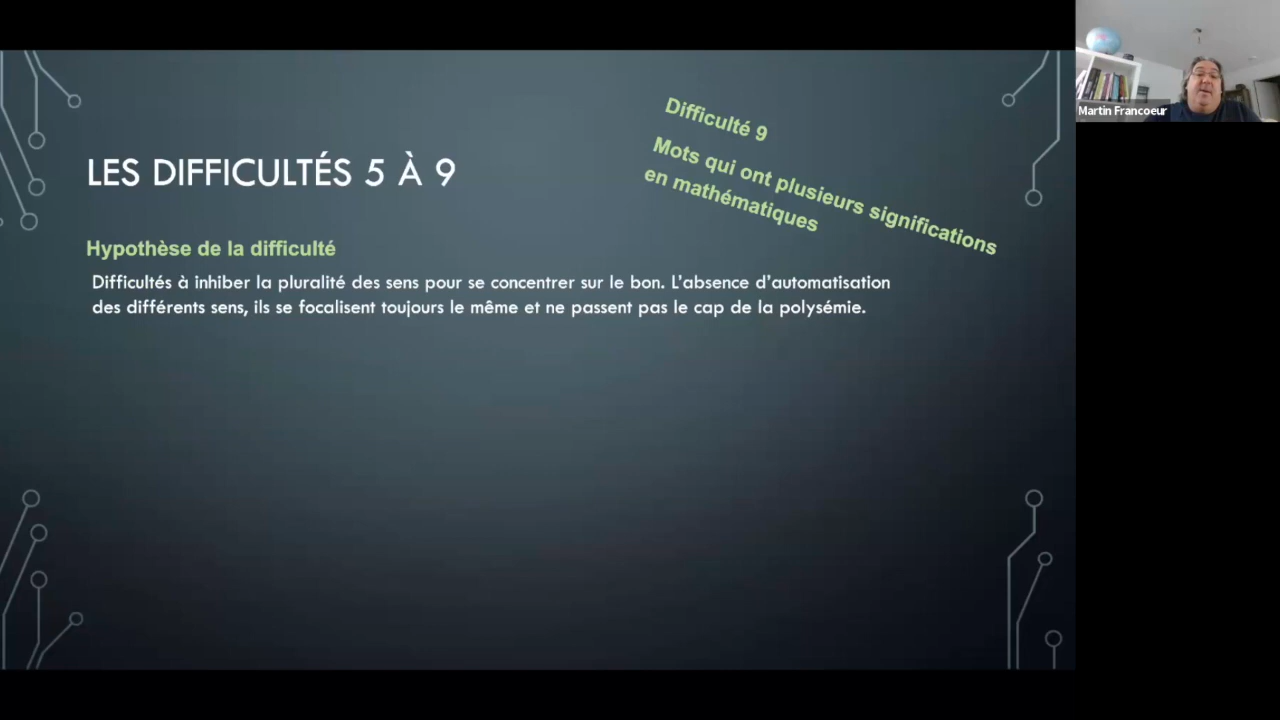 LES DIFFICULTÉS 5 À 9
Difficulté 9
Mots qui ont plusieurs significations
en mathématiques
Hypothèse de la difficulté
Difficultés à inhiber la pluralité des sens pour se concentrer sur le bon. L'absence d'automatisation
des différents sens, ils se focalisent toujours le même et ne passent pas le cap de la polysémie.
Martin Francoeur